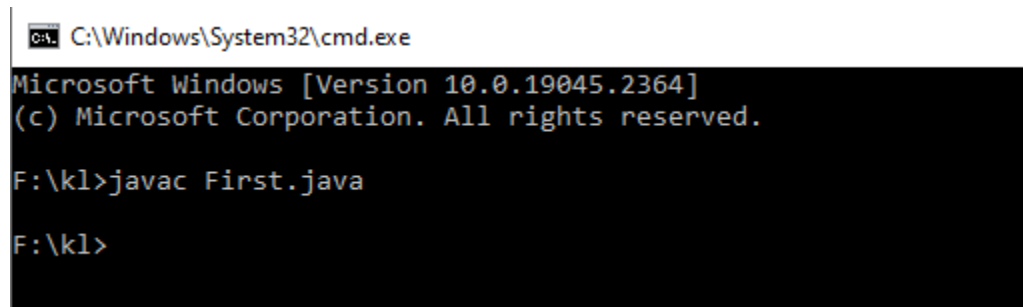 C:\Windows\System32\cmd.exe
Microsoft Windows [Version 10.0.19045.2364]
(c) Microsoft Corporation. All rights reserved.
F:\kl>javac First.java
F:\kl>